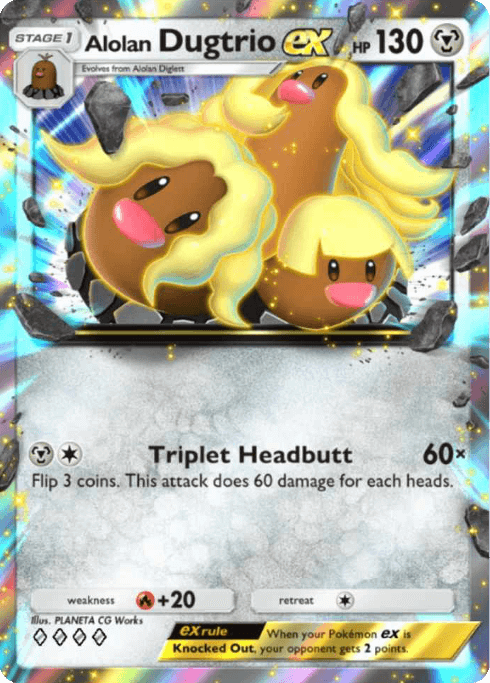 STAGE 1 Alolan Dugtrio ex HP 130
Evolves from Alolan Diglett
Triplet Headbutt 60×
Flip 3 coins. This attack does 60 damage for each heads.
weakness +20 retreat
Illus. PLANETA CG Works
ex rule When your Pokémon ex is
Knocked Out, your opponent gets 2 points.